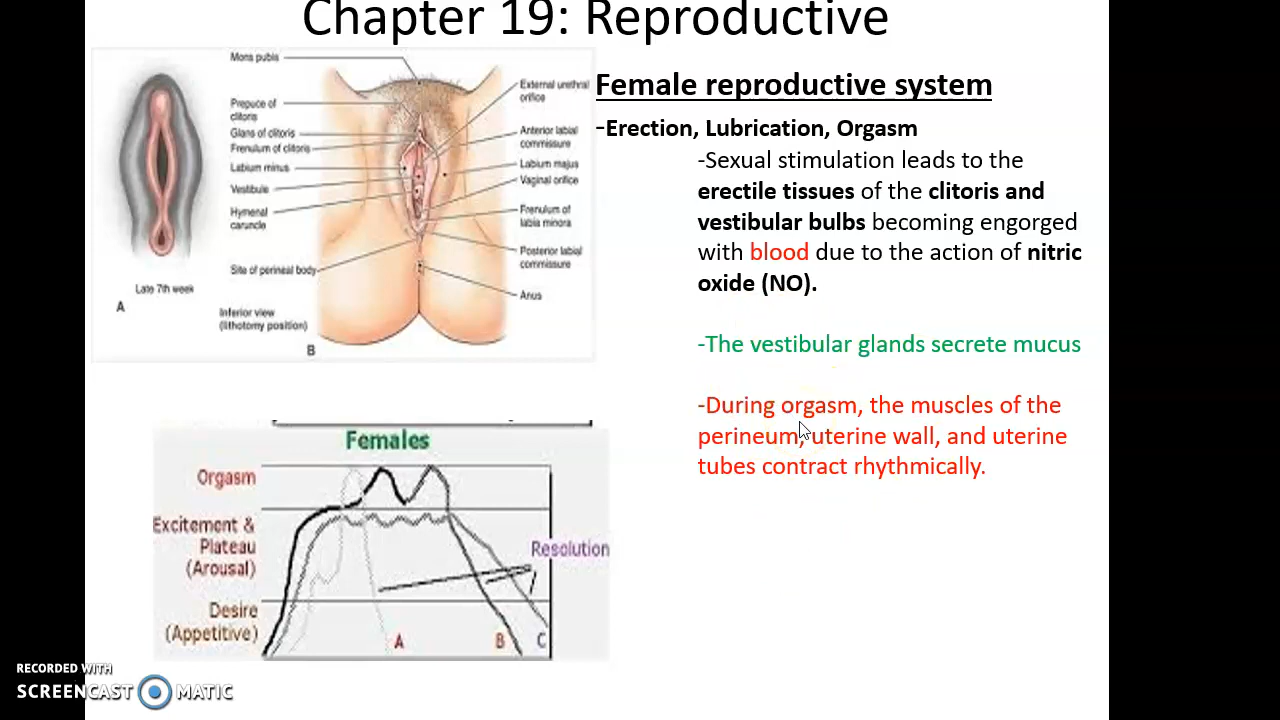 Chapter 19: Reproductive
Mons pubis
Prepuce of
clitoris
Glans of clitoris
Frenulum of clitoris
Labium minus
Vestibule
Hymenal
caruncle
Site of perineal body
Inferior view
(lithotomy position)
B
Late 7th week
A
External urethral
orifice
Anterior labial
commissure
Labium majus
Vaginal orifice
Frenulum of
labia minora
Posterior labial
commissure
Anus
Female reproductive system
-Erection, Lubrication, Orgasm
-Sexual stimulation leads to the
erectile tissues of the clitoris and
vestibular bulbs becoming engorged
with blood due to the action of nitric
oxide (NO).
-The vestibular glands secrete mucus
-During orgasm, the muscles of the
perineum, uterine wall, and uterine
tubes contract rhythmically.
Females
Orgasm
Excitement &
Plateau
(Arousal)
Desire
(Appetitive)
Resolution
A
B
C
RECORDED WITH
SCREENCAST MATIC